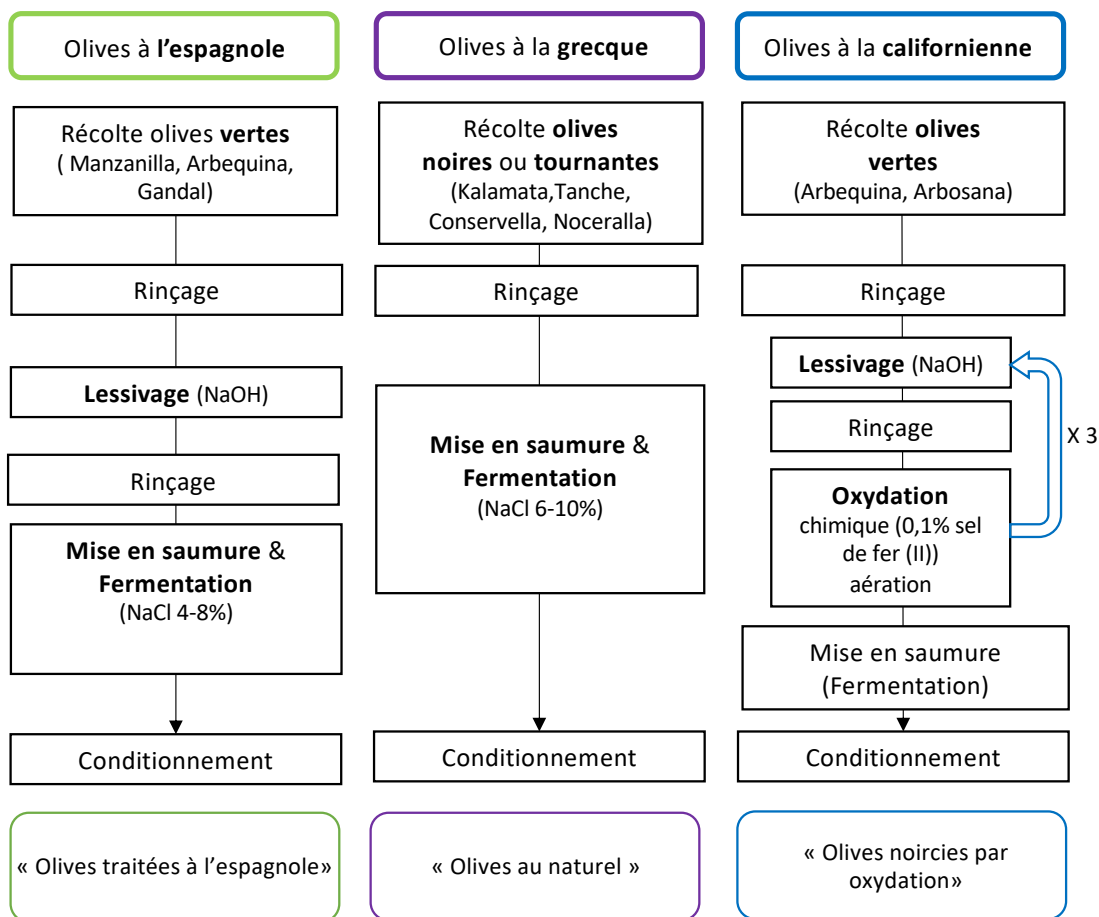 Olives à l'espagnole
Récolte olives vertes
( Manzanilla, Arbequina,
Gandal)
Rinçage
Lessivage (NaOH)
Rinçage
Mise en saumure &
Fermentation
(NaCl 4-8%)
Conditionnement
« Olives traitées à l'espagnole»
Olives à la grecque
Récolte olives
noires ou tournantes
(Kalamata,Tanche,
Conservella, Noceralla)
Rinçage
Mise en saumure &
Fermentation
(NaCl 6-10%)
Conditionnement
« Olives au naturel »
Olives à la californienne
Récolte olives
vertes
(Arbequina, Arbosana)
Rinçage
Lessivage (NaOH)
Rinçage
X 3
Oxydation
chimique (0,1% sel
de fer (II))
aération
Mise en saumure
(Fermentation)
Conditionnement
« Olives noircies par
oxydation»